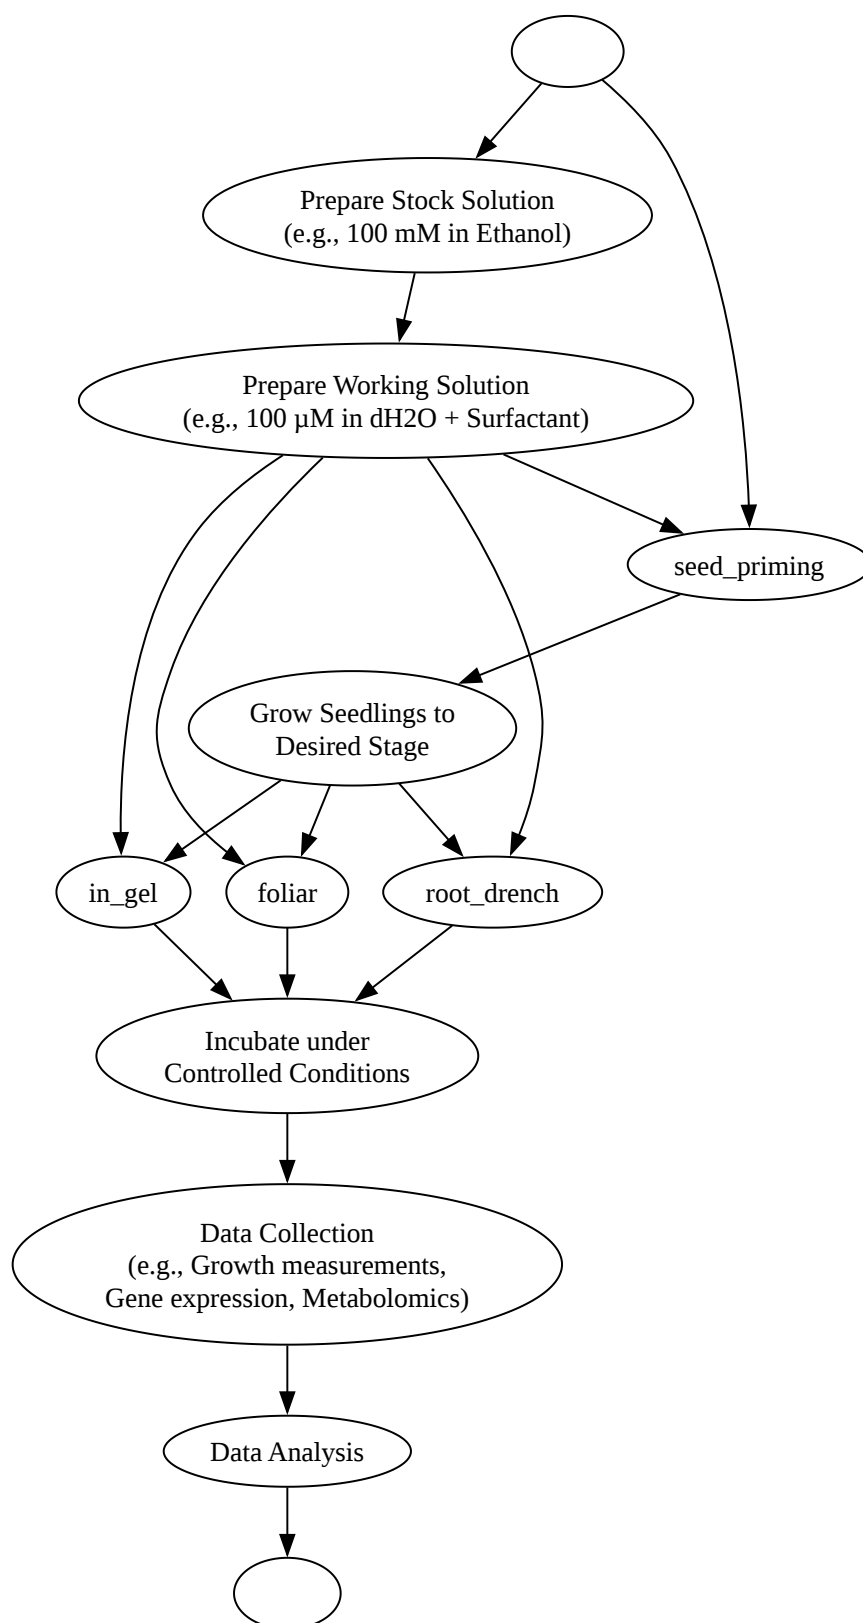 Prepare Stock Solution
(e.g., 100 mM in Ethanol)
Prepare Working Solution
(e.g., 100 µM in dH2O + Surfactant)
seed_priming
Grow Seedlings to
Desired Stage
in_gel
foliar
root_drench
Incubate under
Controlled Conditions
Data Collection
(e.g., Growth measurements,
Gene expression, Metabolomics)
Data Analysis